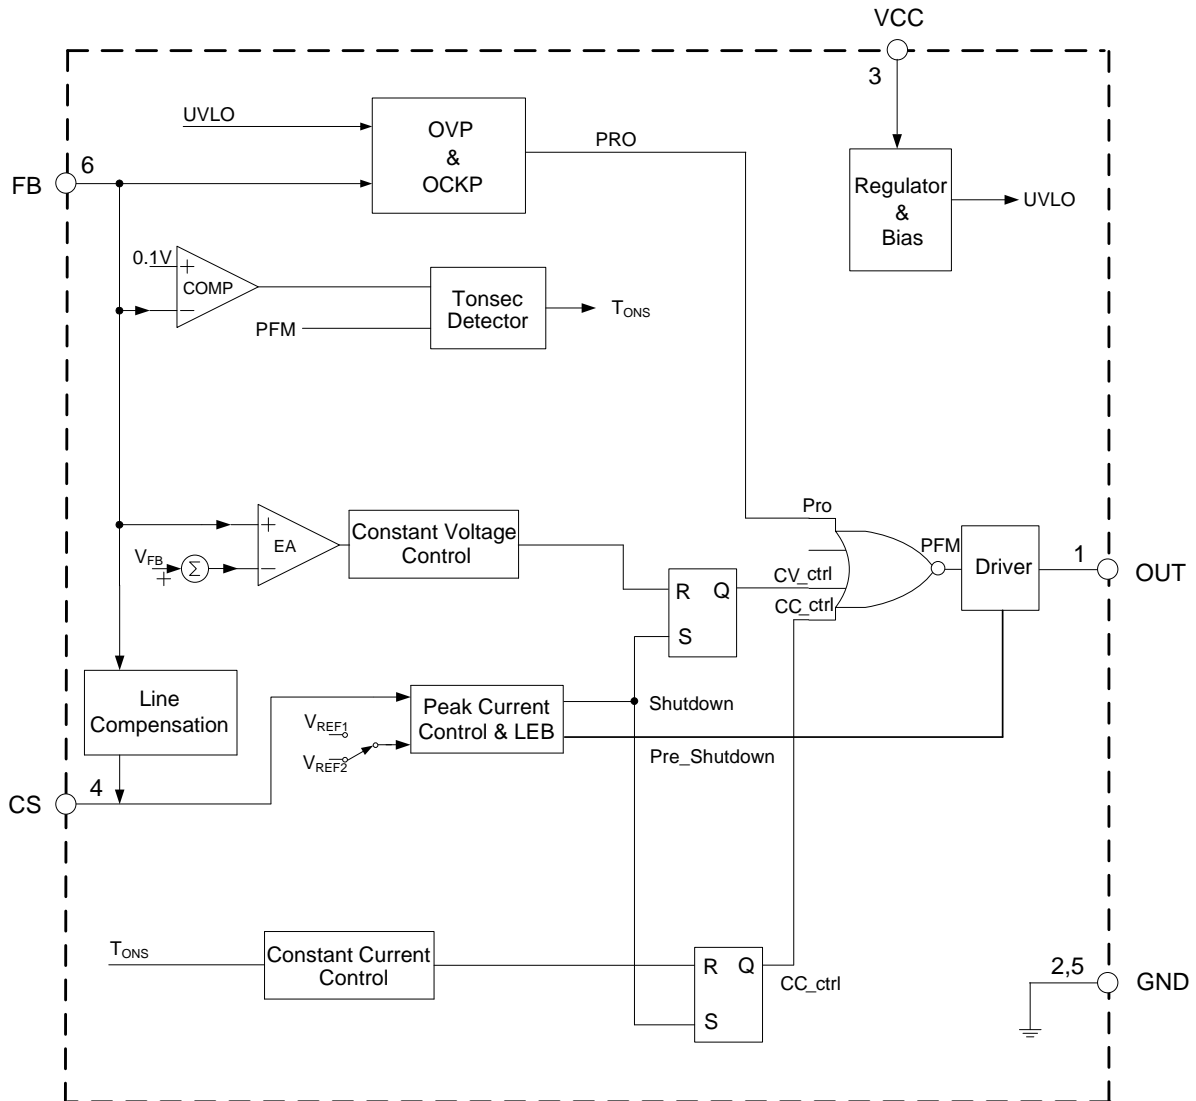 VCC
3
UVLO
OVP
&
OCKP
PRO
6
FB
Regulator
&
Bias
UVLO
0.1V
+
COMP
−
Tonsec
Detector
TONS
PFM
Pro
+
EA
−
VFB
+
Σ
Constant Voltage
Control
PFM
Driver
1
OUT
R Q
S
CV_ctrl
CC_ctrl
Line
Compensation
Peak Current
Control & LEB
VREF1
VREF2
Shutdown
Pre_Shutdown
4
CS
TONS
Constant Current
Control
R Q
S
CC_ctrl
2,5
GND